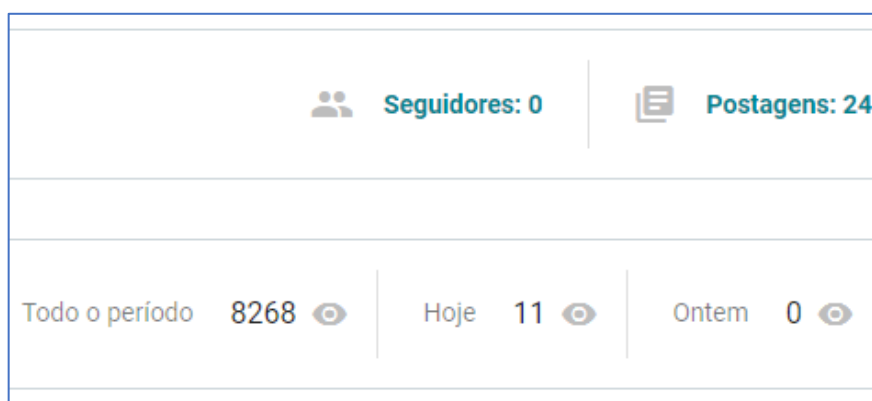 Seguidores: 0 Postagens: 24
Todo o período 8268 Hoje 11 Ontem 0